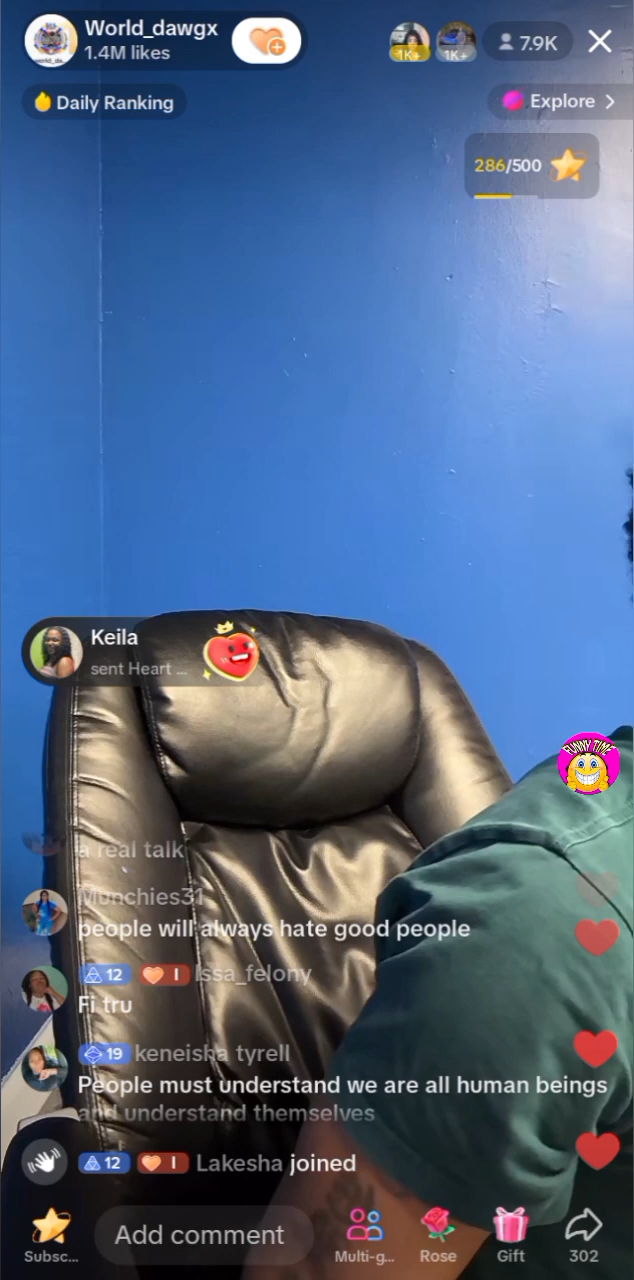 World_dawgx
1.4M likes
1K+
1K+
7.9K
Daily Ranking
Explore >
286/500
Keila
sent Heart ...
FUNNY TIME
a real talk
Munchies31
people will always hate good people
12 I Issa_felony
Fi tru
19 keneisha tyrell
People must understand we are all human beings
and understand themselves
12 I Lakesha joined
Subsc...
Add comment
Multi-g...
Rose
Gift
302